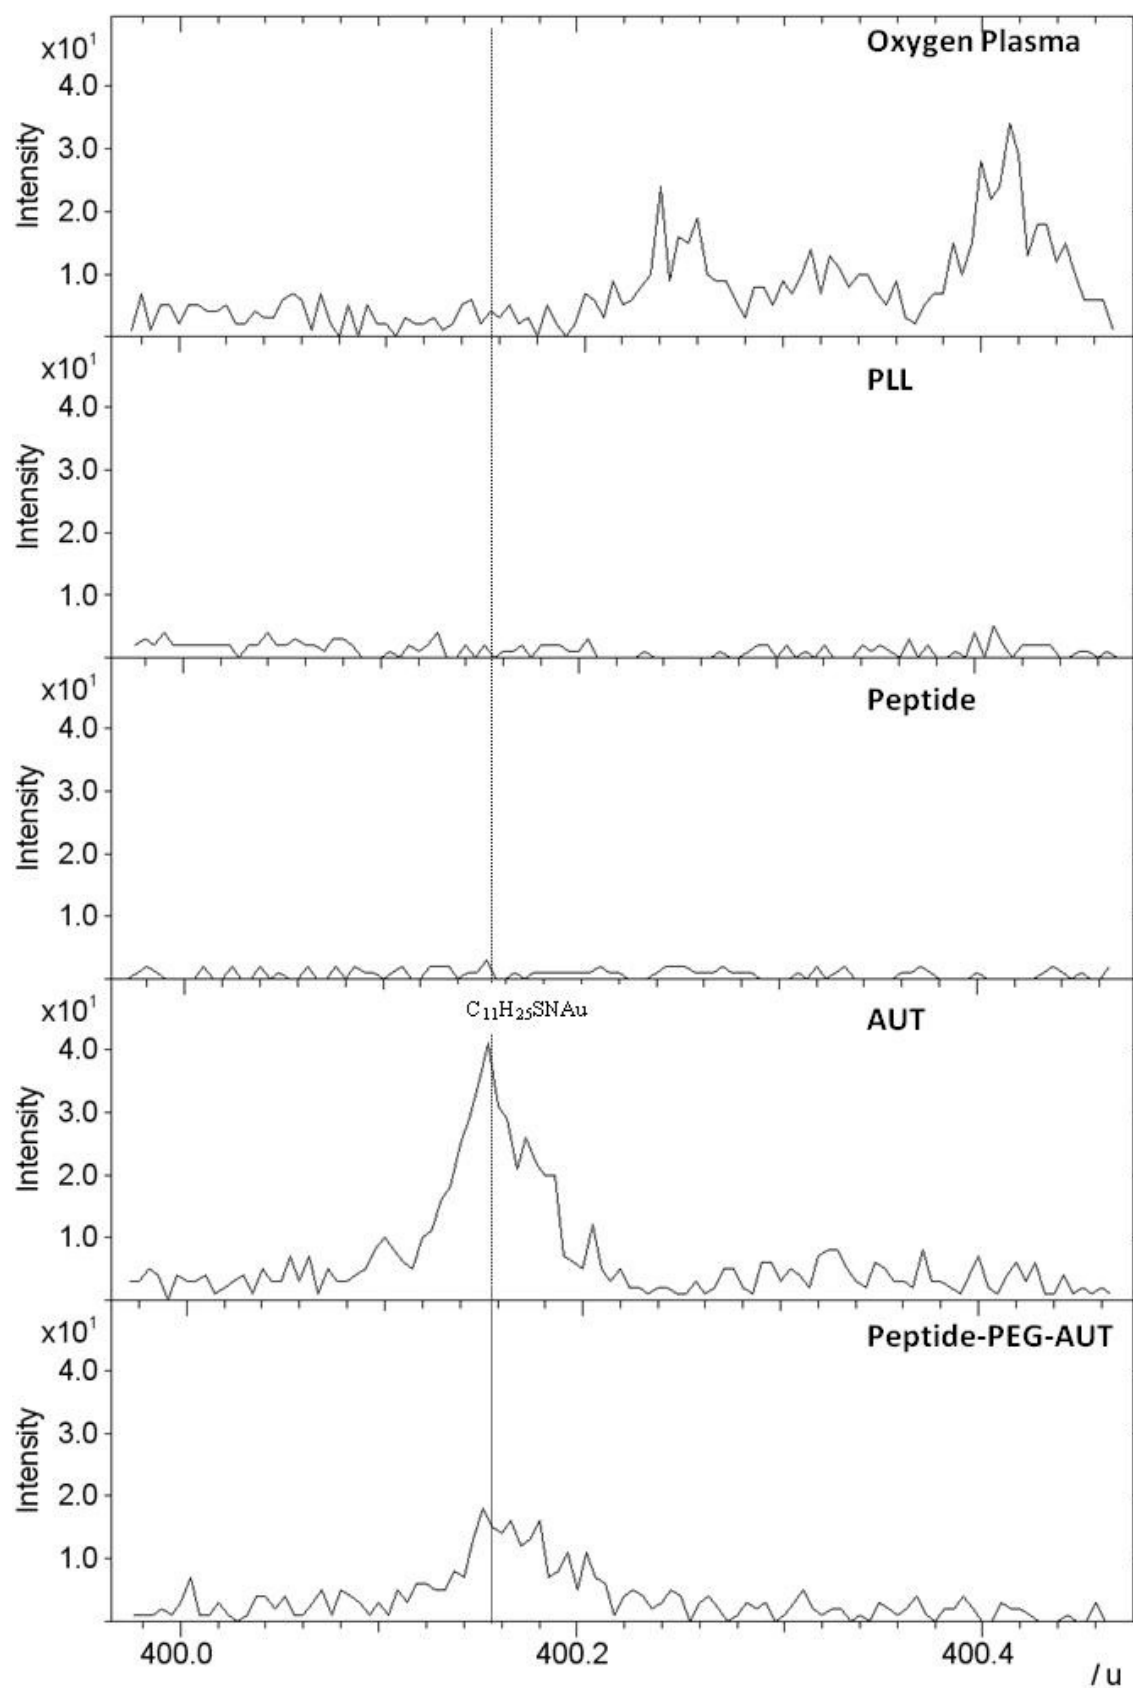 x10¹
Oxygen Plasma
4.0
3.0
2.0
1.0
Intensity
x10¹
PLL
4.0
3.0
2.0
1.0
Intensity
x10¹
Peptide
4.0
3.0
2.0
1.0
Intensity
x10¹
C₁₁H₂₅SNAu
AUT
4.0
3.0
2.0
1.0
Intensity
x10¹
Peptide-PEG-AUT
4.0
3.0
2.0
1.0
Intensity
400.0 400.2 400.4
/ u